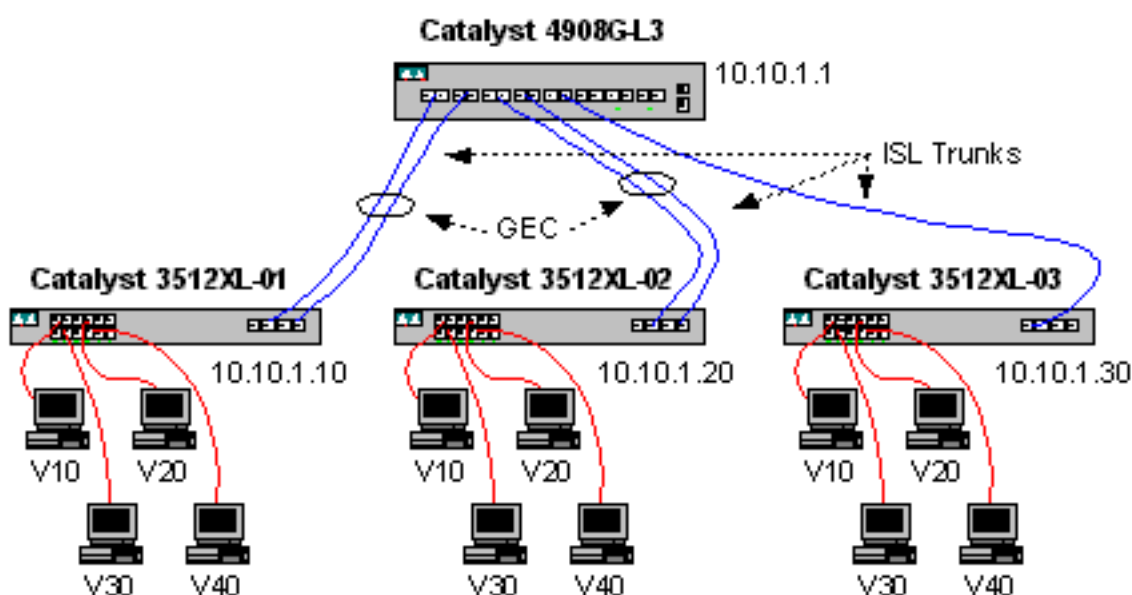 Catalyst 4908G-L3
10.10.1.1
ISL Trunks
GEC
Catalyst 3512XL-01
Catalyst 3512XL-02
Catalyst 3512XL-03
10.10.1.10
10.10.1.20
10.10.1.30
V10
V20
V10
V20
V10
V20
V30
V40
V30
V40
V30
V40